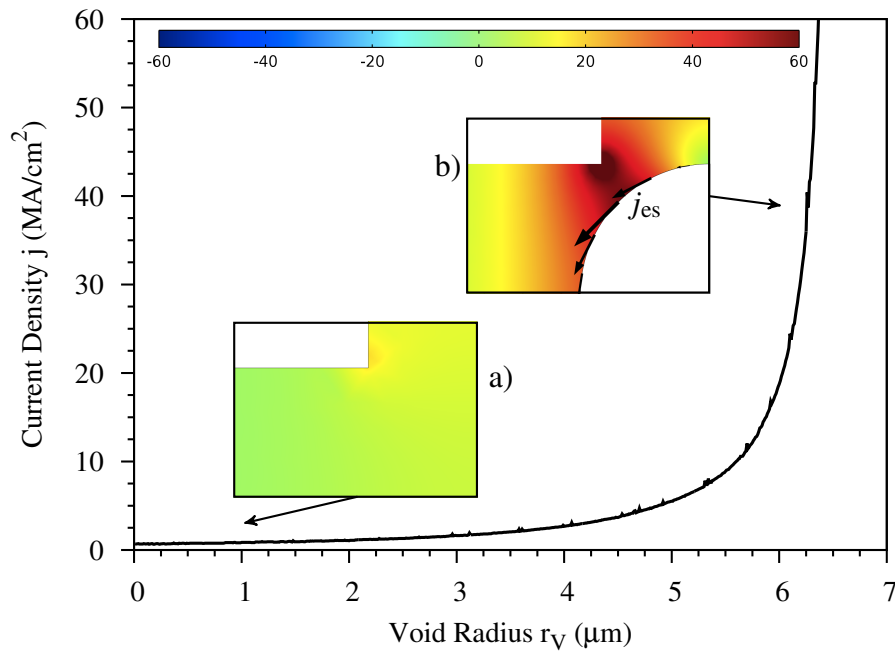 60
-60 -40 -20 0 20 40 60
50
40
30
20
10
0
Current Density j (MA/cm²)
b)
j_es
a)
0 1 2 3 4 5 6 7
Void Radius r_V (μm)